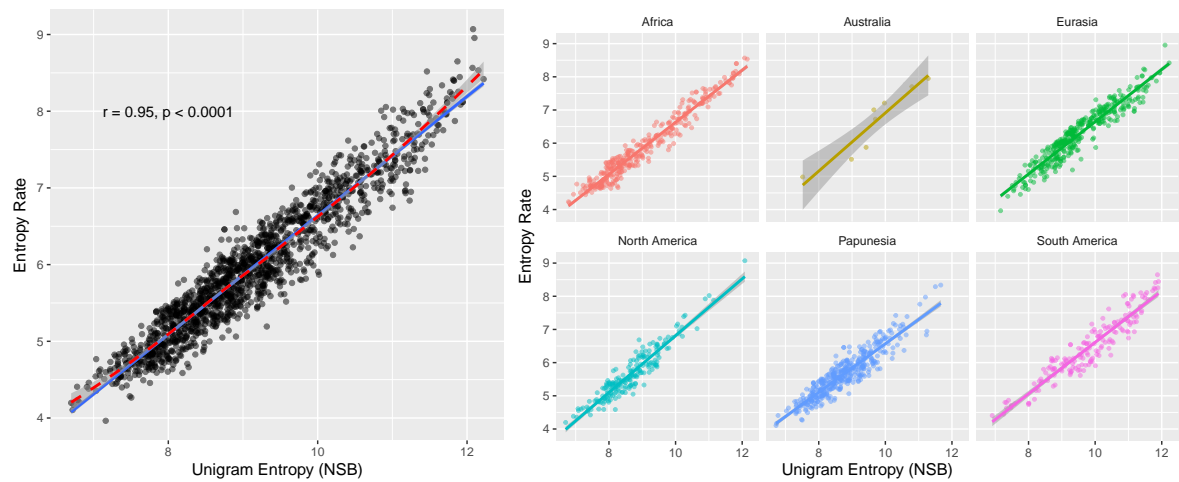 r = 0.95, p < 0.0001
Entropy Rate
9
8
7
6
5
4
8
10
12
Unigram Entropy (NSB)
Africa
Australia
Eurasia
9
8
7
6
5
4
North America
Papunesia
South America
9
8
7
6
5
4
8
10
12
8
10
12
8
10
12
Entropy Rate
Unigram Entropy (NSB)